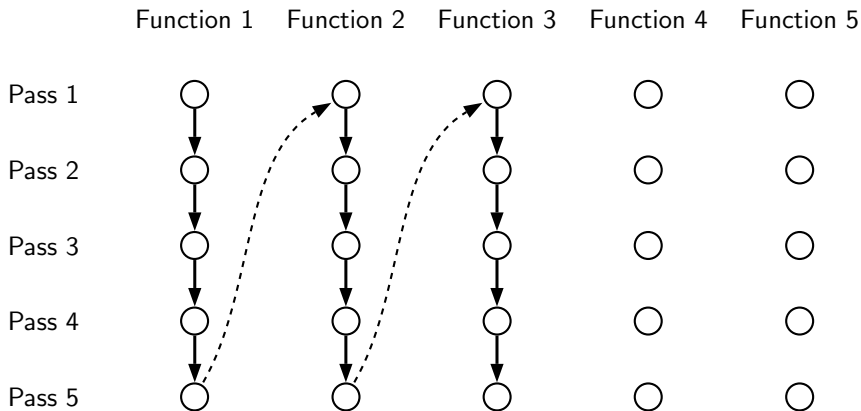 Function 1 Function 2 Function 3 Function 4 Function 5
Pass 1
Pass 2
Pass 3
Pass 4
Pass 5